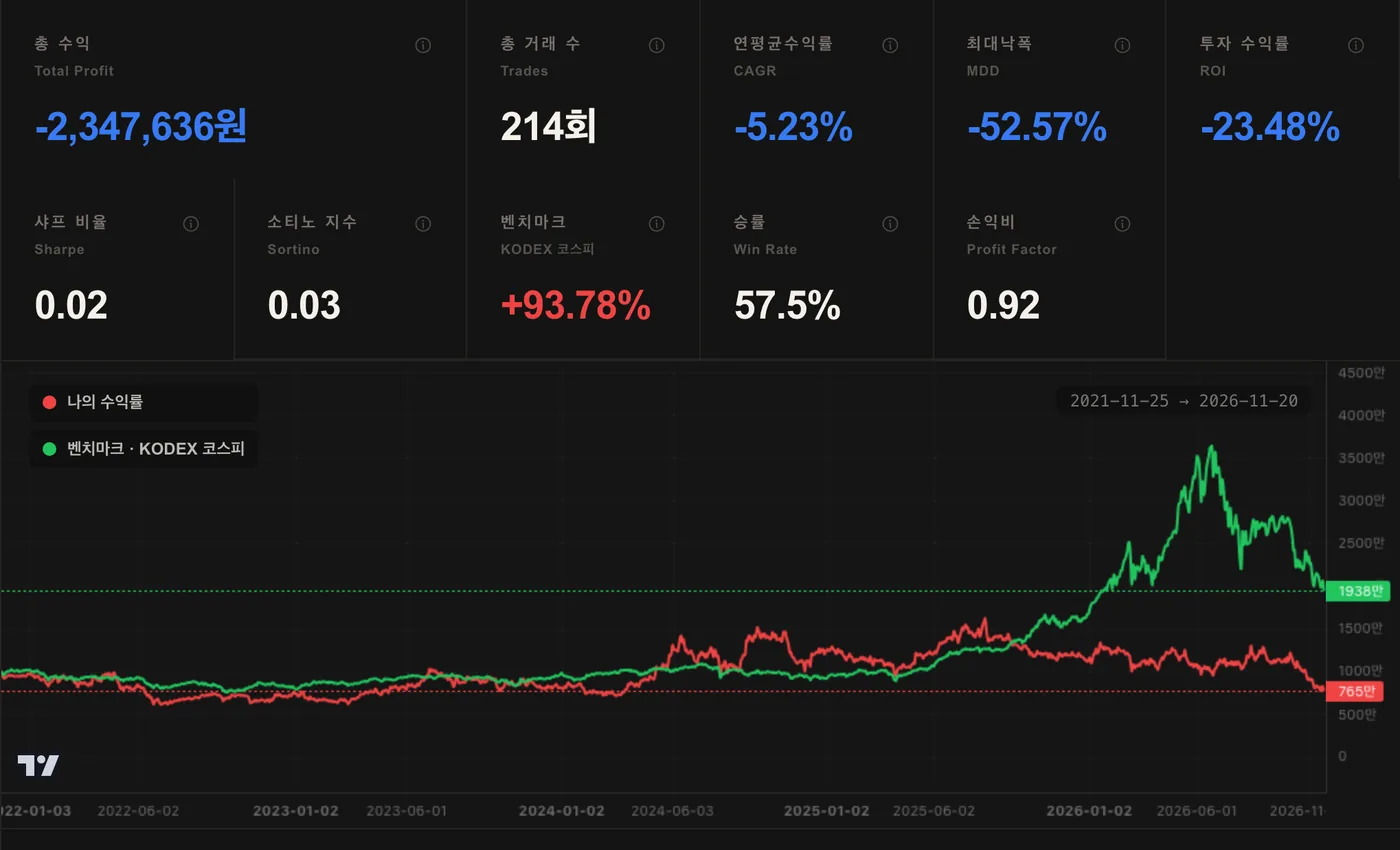 총 수익
Total Profit
-2,347,636원
총 거래 수
Trades
214회
연평균수익률
CAGR
-5.23%
최대낙폭
MDD
-52.57%
투자 수익률
ROI
-23.48%
샤프 비율
Sharpe
0.02
소티노 지수
Sortino
0.03
벤치마크
KODEX 코스피
+93.78%
승률
Win Rate
57.5%
손익비
Profit Factor
0.92
나의 수익률
벤치마크 · KODEX 코스피
2021-11-25 → 2026-11-20
4500만
4000만
3500만
3000만
2500만
1938만
1500만
1000만
765만
500만
0
22-01-03
2022-06-02
2023-01-02
2023-06-01
2024-01-02
2024-06-03
2025-01-02
2025-06-02
2026-01-02
2026-06-01
2026-11-